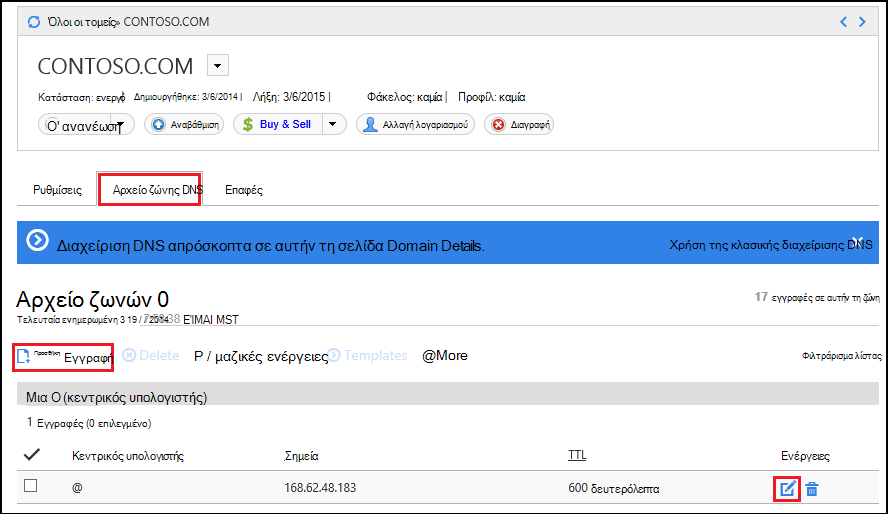 Όλοι οι τομείς» CONTOSO.COM
CONTOSO.COM
Κατάσταση: ενεργό | Δημιουργήθηκε: 3/6/2014 | Λήξη: 3/6/2015 | Φάκελος: καμία | Προφίλ: καμία
Ο' ανανέωση Αναβάθμιση Buy & Sell Αλλαγή λογαριασμού Διαγραφή
Ρυθμίσεις Αρχείο ζώνης DNS Επαφές
Διαχείριση DNS απρόσκοπτα σε αυτήν τη σελίδα Domain Details. Χρήση της κλασικής διαχείρισης DNS
Αρχείο ζωνών 0 17 εγγραφές σε αυτήν τη ζώνη
Τελευταία ενημερωμένη 3 19 / 2014 ΕΊΜΑΙ MST
Προσθήκη Εγγραφή Delete Ρ / μαζικές ενέργειες Templates @More Φιλτράρισμα λίστας
Μια Ο (κεντρικός υπολογιστής)
1 Εγγραφές (0 επιλεγμένο)
Κεντρικός υπολογιστής Σημεία TTL Ενέργειες
@ 168.62.48.183 600 δευτερόλεπτα